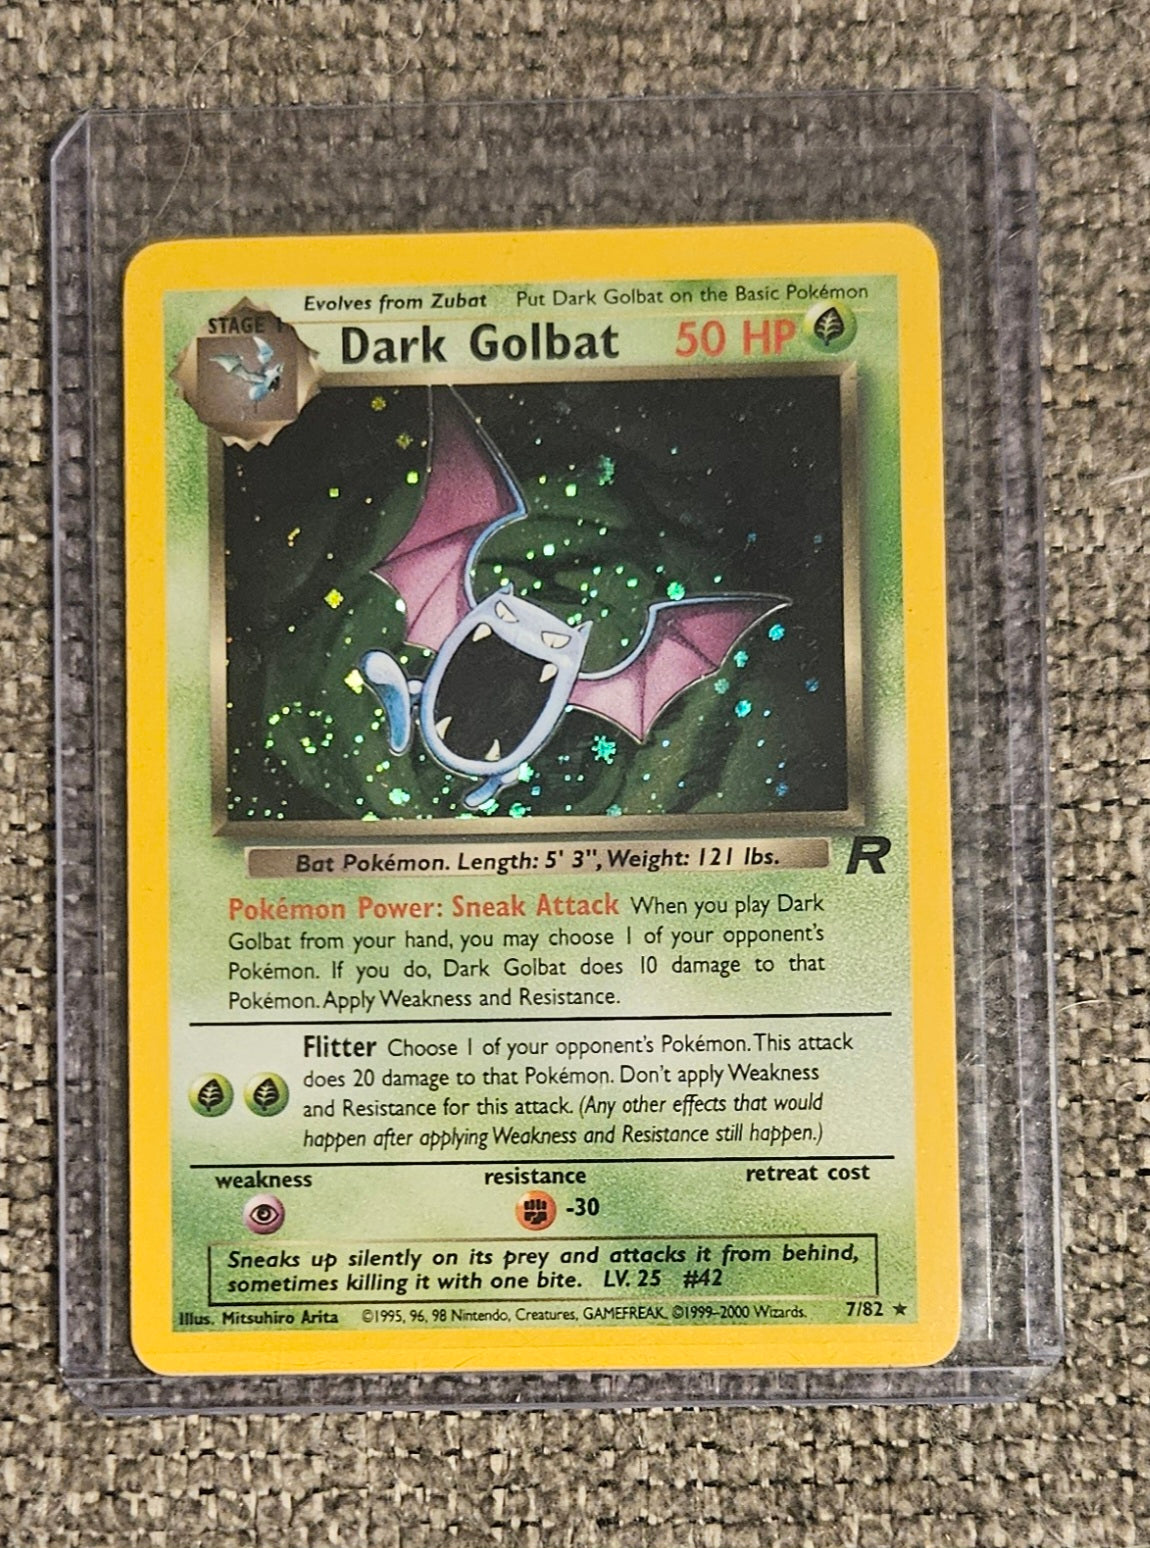 Evolves from Zubat Put Dark Golbat on the Basic Pokémon
STAGE 1
Dark Golbat 50 HP
Bat Pokémon. Length: 5' 3", Weight: 121 lbs.
R
Pokémon Power: Sneak Attack When you play Dark
Golbat from your hand, you may choose 1 of your opponent's
Pokémon. If you do, Dark Golbat does 10 damage to that
Pokémon. Apply Weakness and Resistance.
Flitter Choose 1 of your opponent's Pokémon. This attack
does 20 damage to that Pokémon. Don't apply Weakness
and Resistance for this attack. (Any other effects that would
happen after applying Weakness and Resistance still happen.)
weakness resistance retreat cost
-30
Sneaks up silently on its prey and attacks it from behind,
sometimes killing it with one bite. LV. 25 #42
Illus. Mitsuhiro Arita ©1995, 96, 98 Nintendo, Creatures, GAMEFREAK. ©1999-2000 Wizards. 7/82 ★